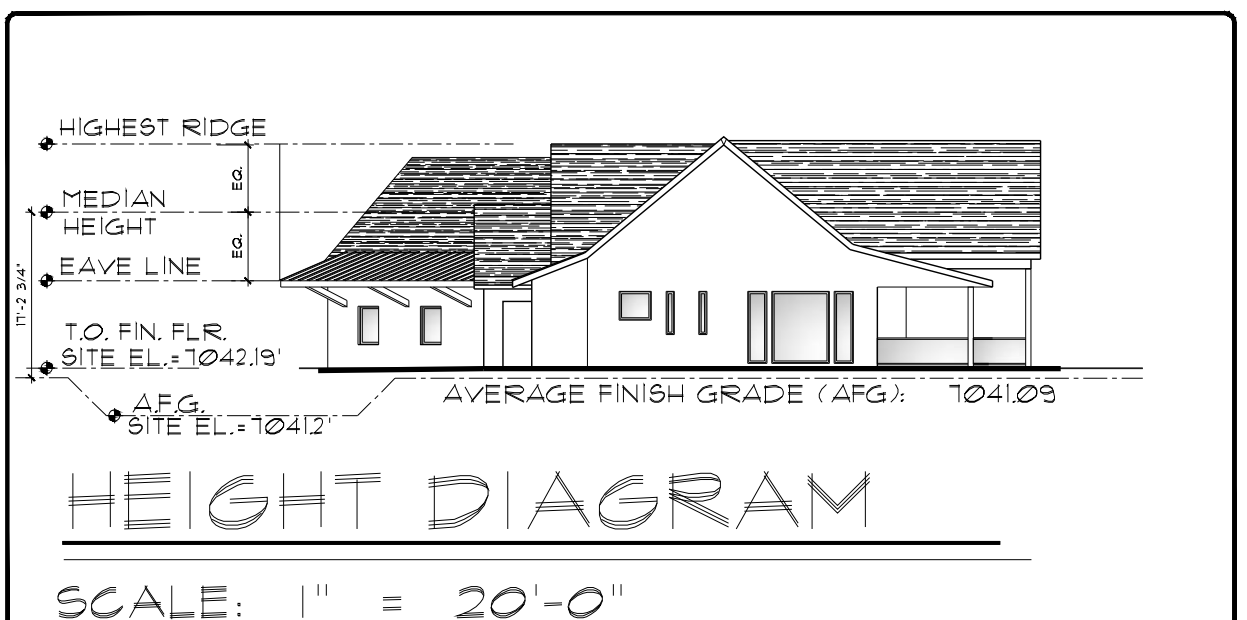 HIGHEST RIDGE
EQ.
MEDIAN
HEIGHT
EQ.
EAVE LINE
17'-2 3/4"
T.O. FIN. FLR.
SITE EL.=7042.19'
A.F.G.
SITE EL.=7041.2'
AVERAGE FINISH GRADE (AFG): 7041.09
HEIGHT DIAGRAM
SCALE: 1" = 20'-0"